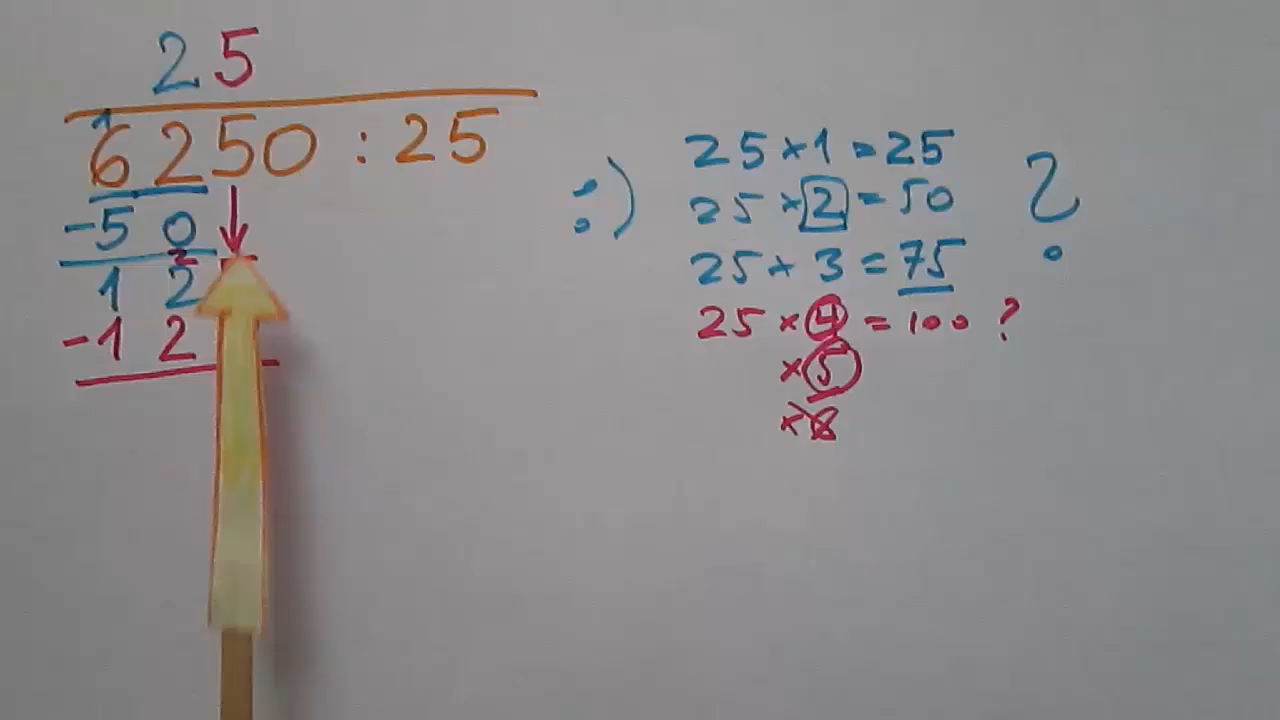 25
6250 : 25
-50
12
-12
:)
25 × 1 = 25
25 × 2 = 50
25 × 3 = 75
?
25 × 4 = 100 ?
× 5